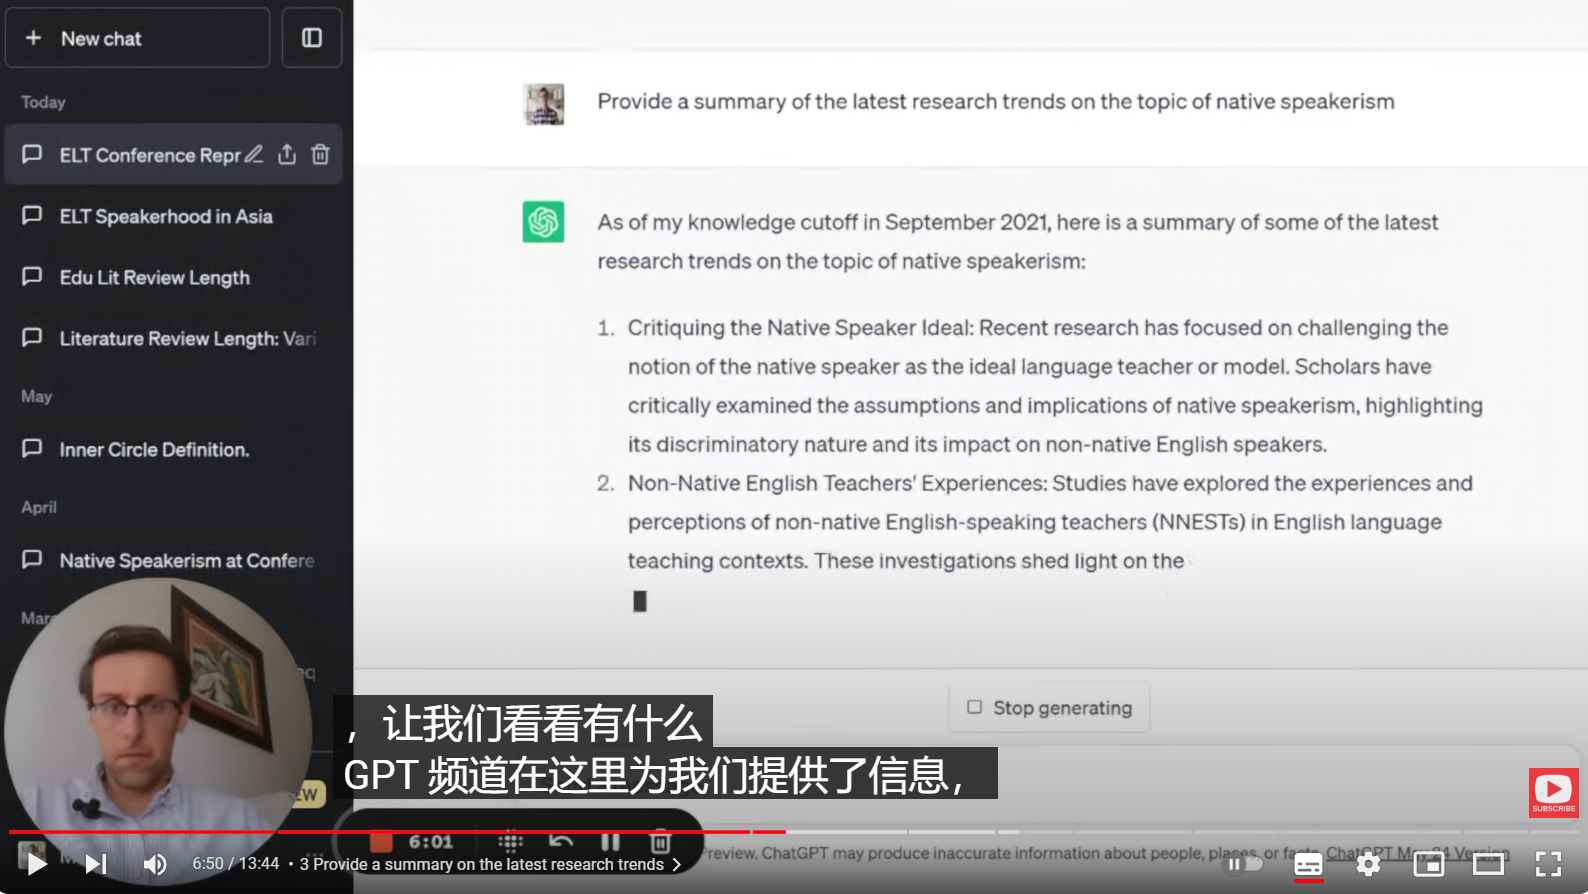 New chat
Today
ELT Conference Repr
ELT Speakerhood in Asia
Edu Lit Review Length
Literature Review Length: Vari
May
Inner Circle Definition.
April
Native Speakerism at Confere
Provide a summary of the latest research trends on the topic of native speakerism
As of my knowledge cutoff in September 2021, here is a summary of some of the latest
research trends on the topic of native speakerism:
1. Critiquing the Native Speaker Ideal: Recent research has focused on challenging the
notion of the native speaker as the ideal language teacher or model. Scholars have
critically examined the assumptions and implications of native speakerism, highlighting
its discriminatory nature and its impact on non-native English speakers.
2. Non-Native English Teachers' Experiences: Studies have explored the experiences and
perceptions of non-native English-speaking teachers (NNESTs) in English language
teaching contexts. These investigations shed light on the
Stop generating
，让我们看看有什么
GPT 频道在这里为我们提供了信息，
SUBSCRIBE
6:01
Preview. ChatGPT may produce inaccurate information about people, places, or facts. ChatGPT May 24 Version
6:50 / 13:44 • 3 Provide a summary on the latest research trends